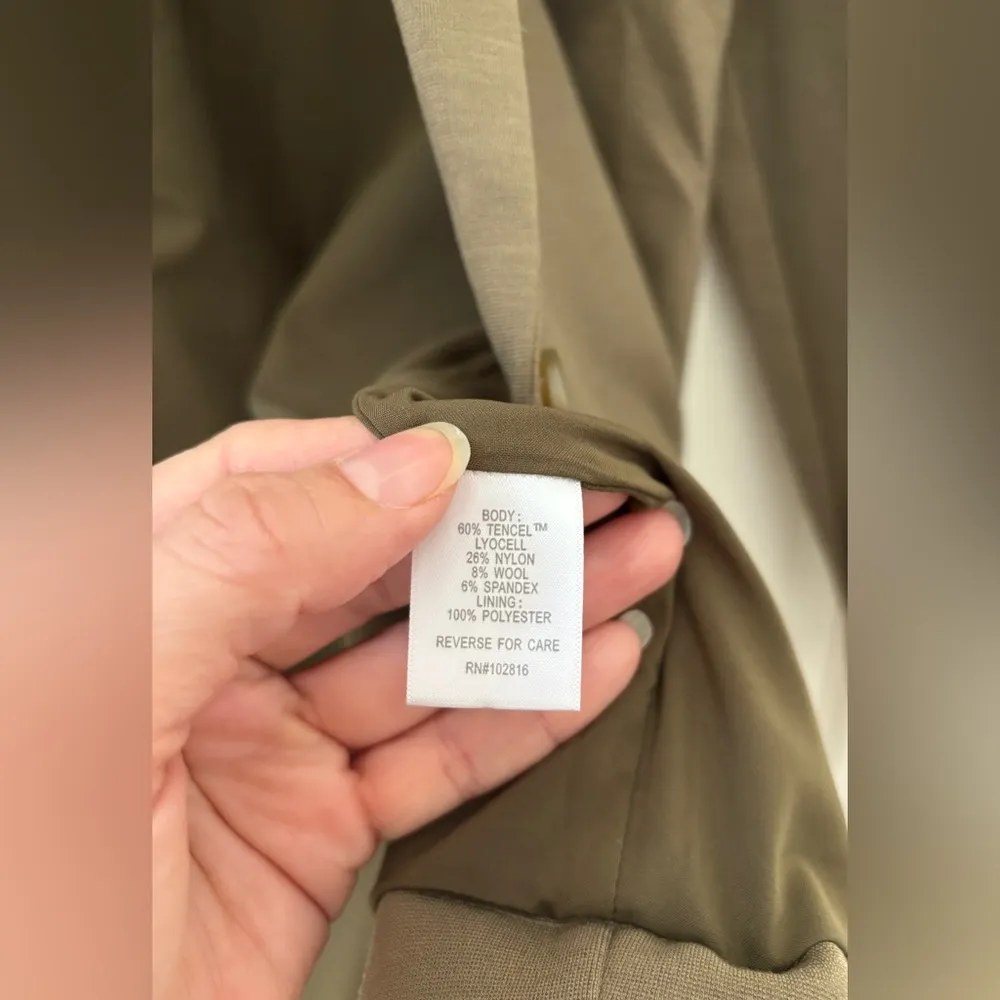 BODY:
60% TENCEL™
LYOCELL
26% NYLON
8% WOOL
6% SPANDEX
LINING:
100% POLYESTER
REVERSE FOR CARE
RN#102816